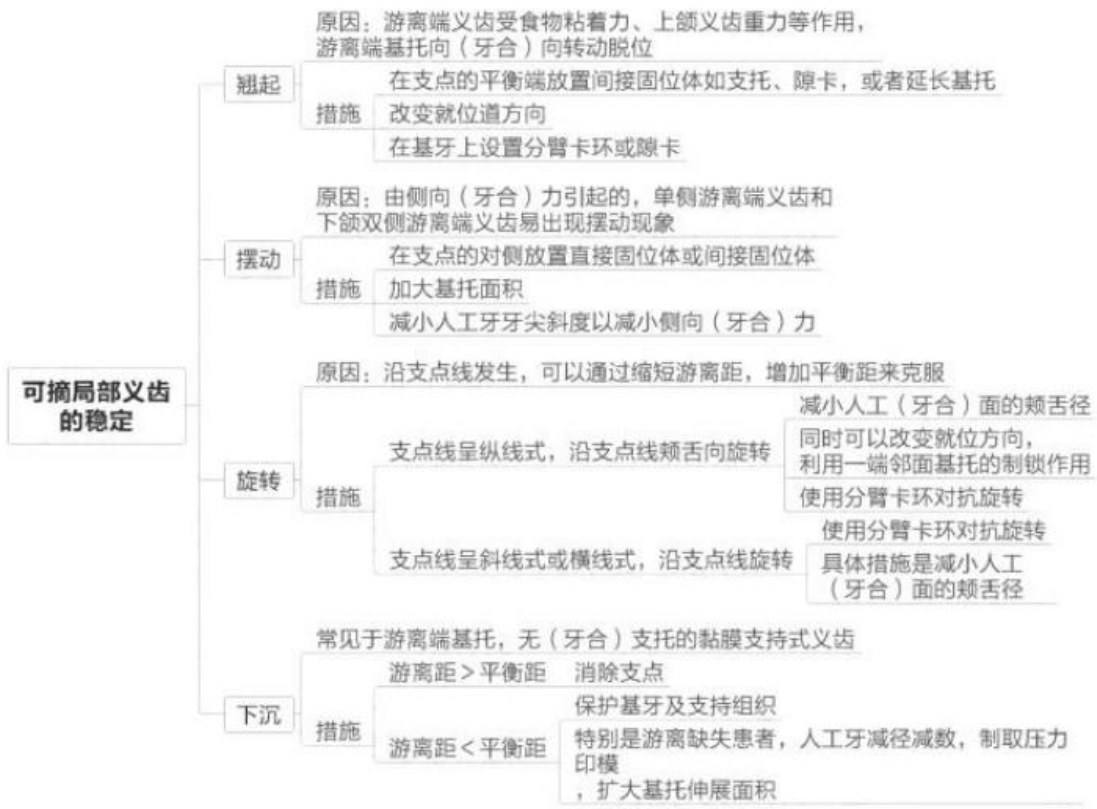 可摘局部义齿
的稳定
翘起
原因：游离端义齿受食物粘着力、上颌义齿重力等作用，
游离端基托向（牙合）向转动脱位
措施
在支点的平衡端放置间接固位体如支托、隙卡，或者延长基托
改变就位道方向
在基牙上设置分臂卡环或隙卡
摆动
原因：由侧向（牙合）力引起的，单侧游离端义齿和
下颌双侧游离端义齿易出现摆动现象
措施
在支点的对侧放置直接固位体或间接固位体
加大基托面积
减小人工牙牙尖斜度以减小侧向（牙合）力
旋转
原因：沿支点线发生，可以通过缩短游离距，增加平衡距来克服
措施
支点线呈纵线式，沿支点线颊舌向旋转
减小人工（牙合）面的颊舌径
同时可以改变就位方向，
利用一端邻面基托的制锁作用
使用分臂卡环对抗旋转
支点线呈斜线式或横线式，沿支点线旋转
使用分臂卡环对抗旋转
具体措施是减小人工
（牙合）面的颊舌径
下沉
常见于游离端基托，无（牙合）支托的黏膜支持式义齿
措施
游离距＞平衡距
消除支点
游离距＜平衡距
保护基牙及支持组织
特别是游离缺失患者，人工牙减径减数，制取压力
印模
，扩大基托伸展面积